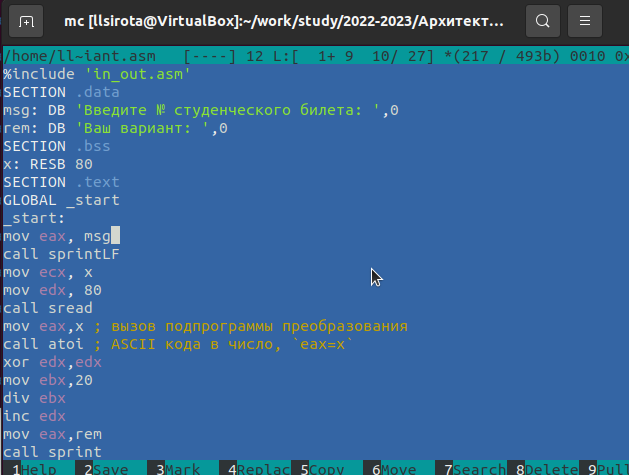 mc [llsirota@VirtualBox]:~/work/study/2022-2023/Архитект...
/home/ll~iant.asm [----] 12 L:[ 1+ 9 10/ 27] *(217 / 493b) 0010 0x
%include 'in_out.asm'
SECTION .data
msg: DB 'Введите № студенческого билета: ',0
rem: DB 'Ваш вариант: ',0
SECTION .bss
x: RESB 80
SECTION .text
GLOBAL _start
_start:
mov eax, msg
call sprintLF
mov ecx, x
mov edx, 80
call sread
mov eax,x ; вызов подпрограммы преобразования
call atoi ; ASCII кода в число, `eax=x`
xor edx,edx
mov ebx,20
div ebx
inc edx
mov eax,rem
call sprint
1Help 2Save 3Mark 4Replac 5Copy 6Move 7Search 8Delete 9Pull